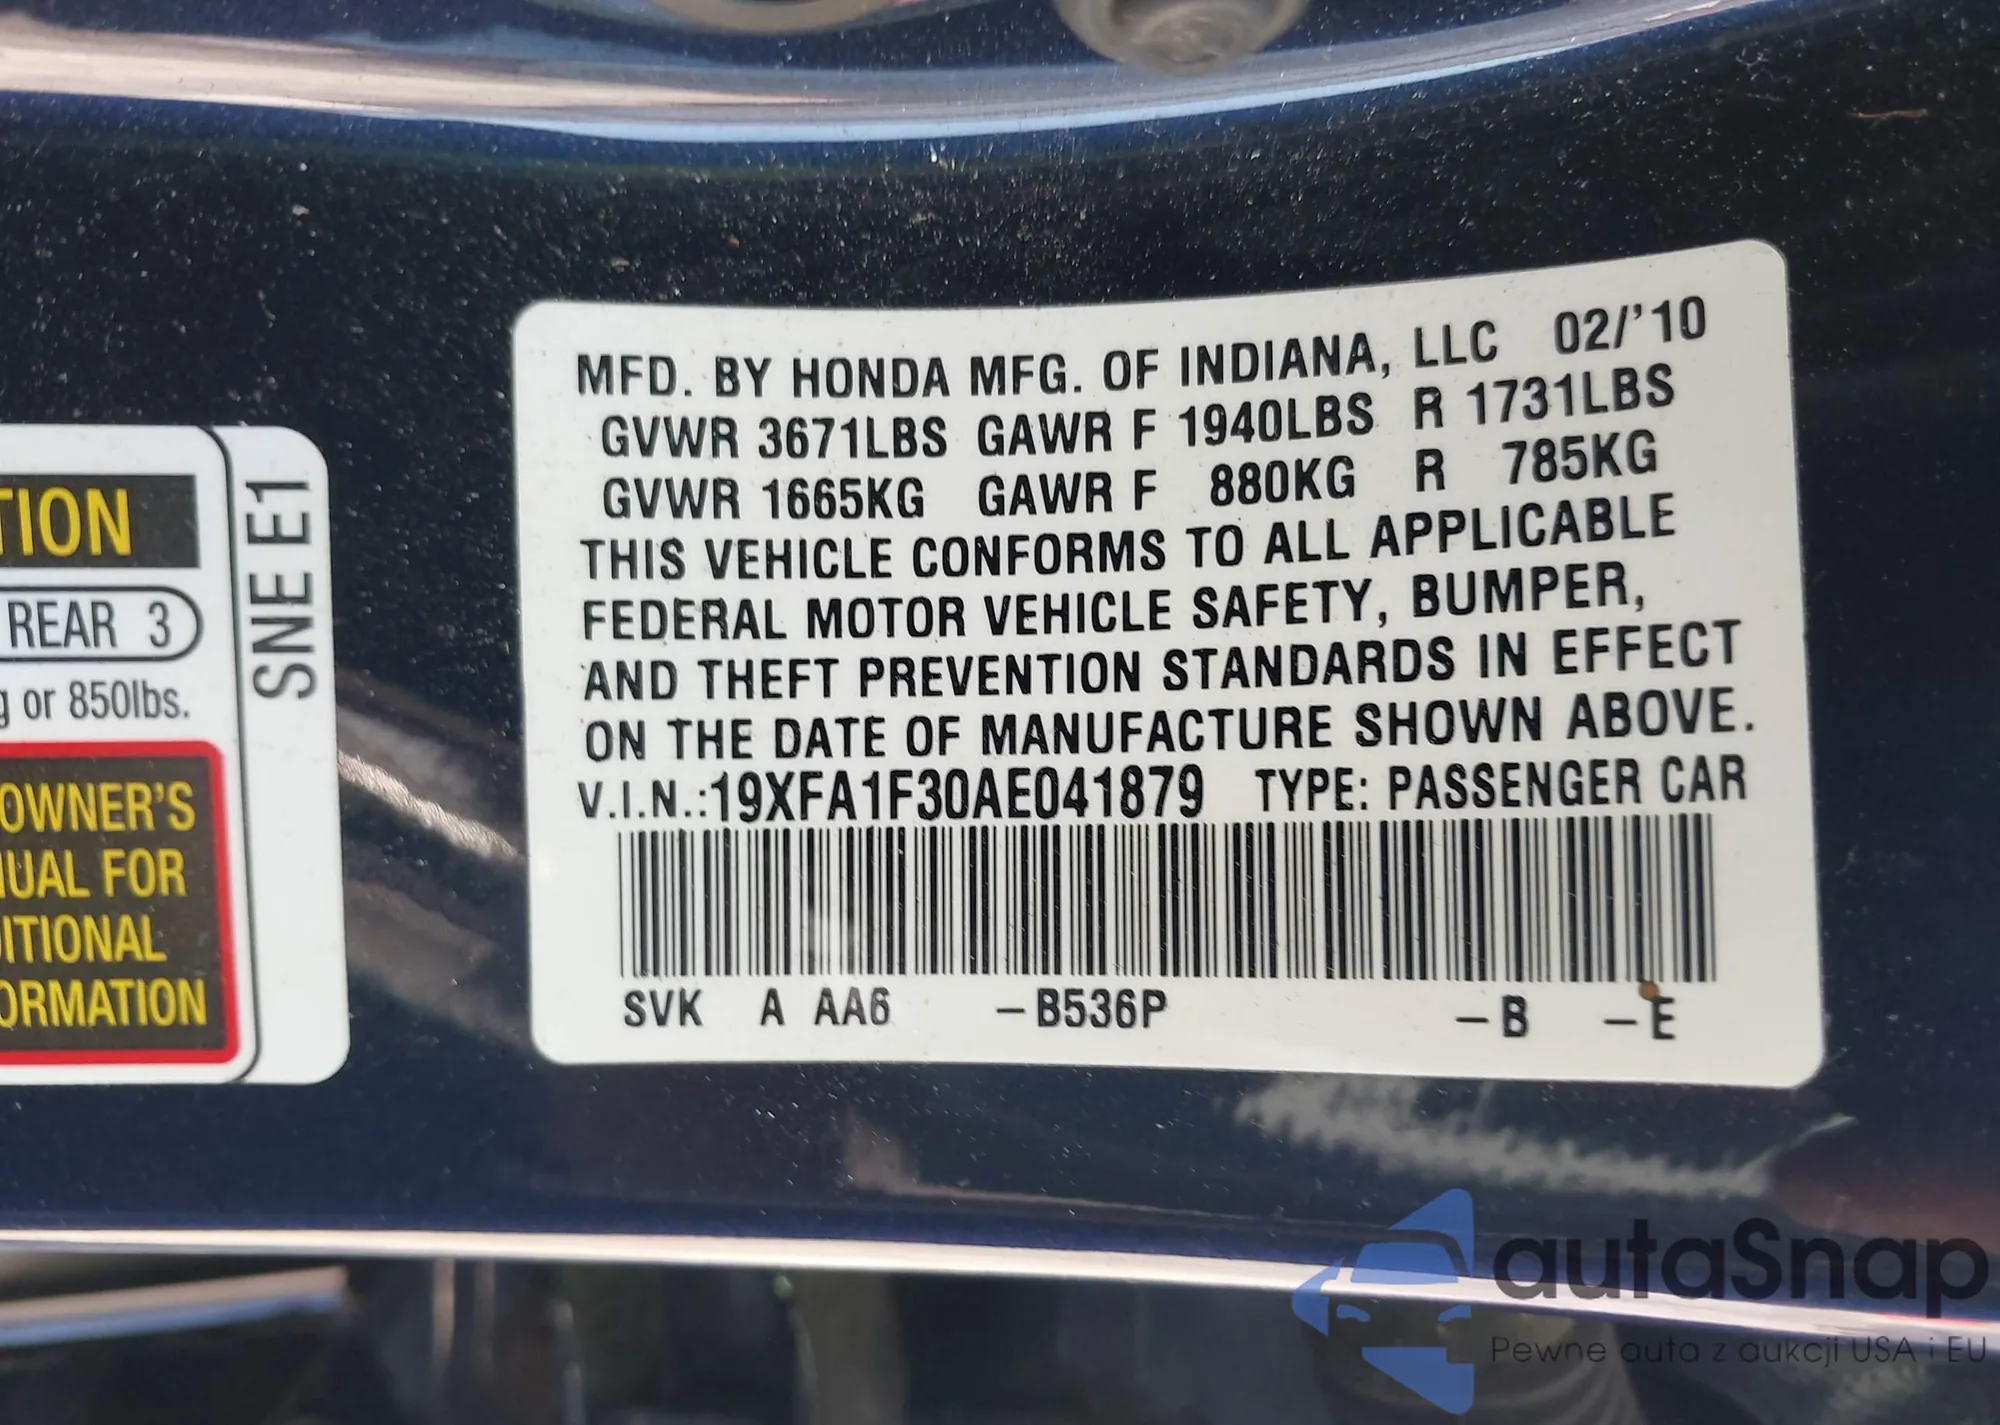 TION
REAR 3
g or 850lbs.
OWNER'S
UAL FOR
ITIONAL
ORMATION
SNE E1
MFD. BY HONDA MFG. OF INDIANA, LLC 02/'10
GVWR 3671LBS GAWR F 1940LBS R 1731LBS
GVWR 1665KG GAWR F 880KG R 785KG
THIS VEHICLE CONFORMS TO ALL APPLICABLE
FEDERAL MOTOR VEHICLE SAFETY, BUMPER,
AND THEFT PREVENTION STANDARDS IN EFFECT
ON THE DATE OF MANUFACTURE SHOWN ABOVE.
V.I.N.:19XFA1F30AE041879 TYPE: PASSENGER CAR
SVK A AA6 –B536P –B –E
autaSnap
Pewne auta z aukcji USA i EU